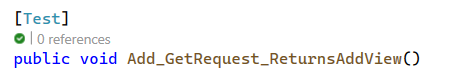 [Test]
| 0 references
public void Add_GetRequest_ReturnsAddView()